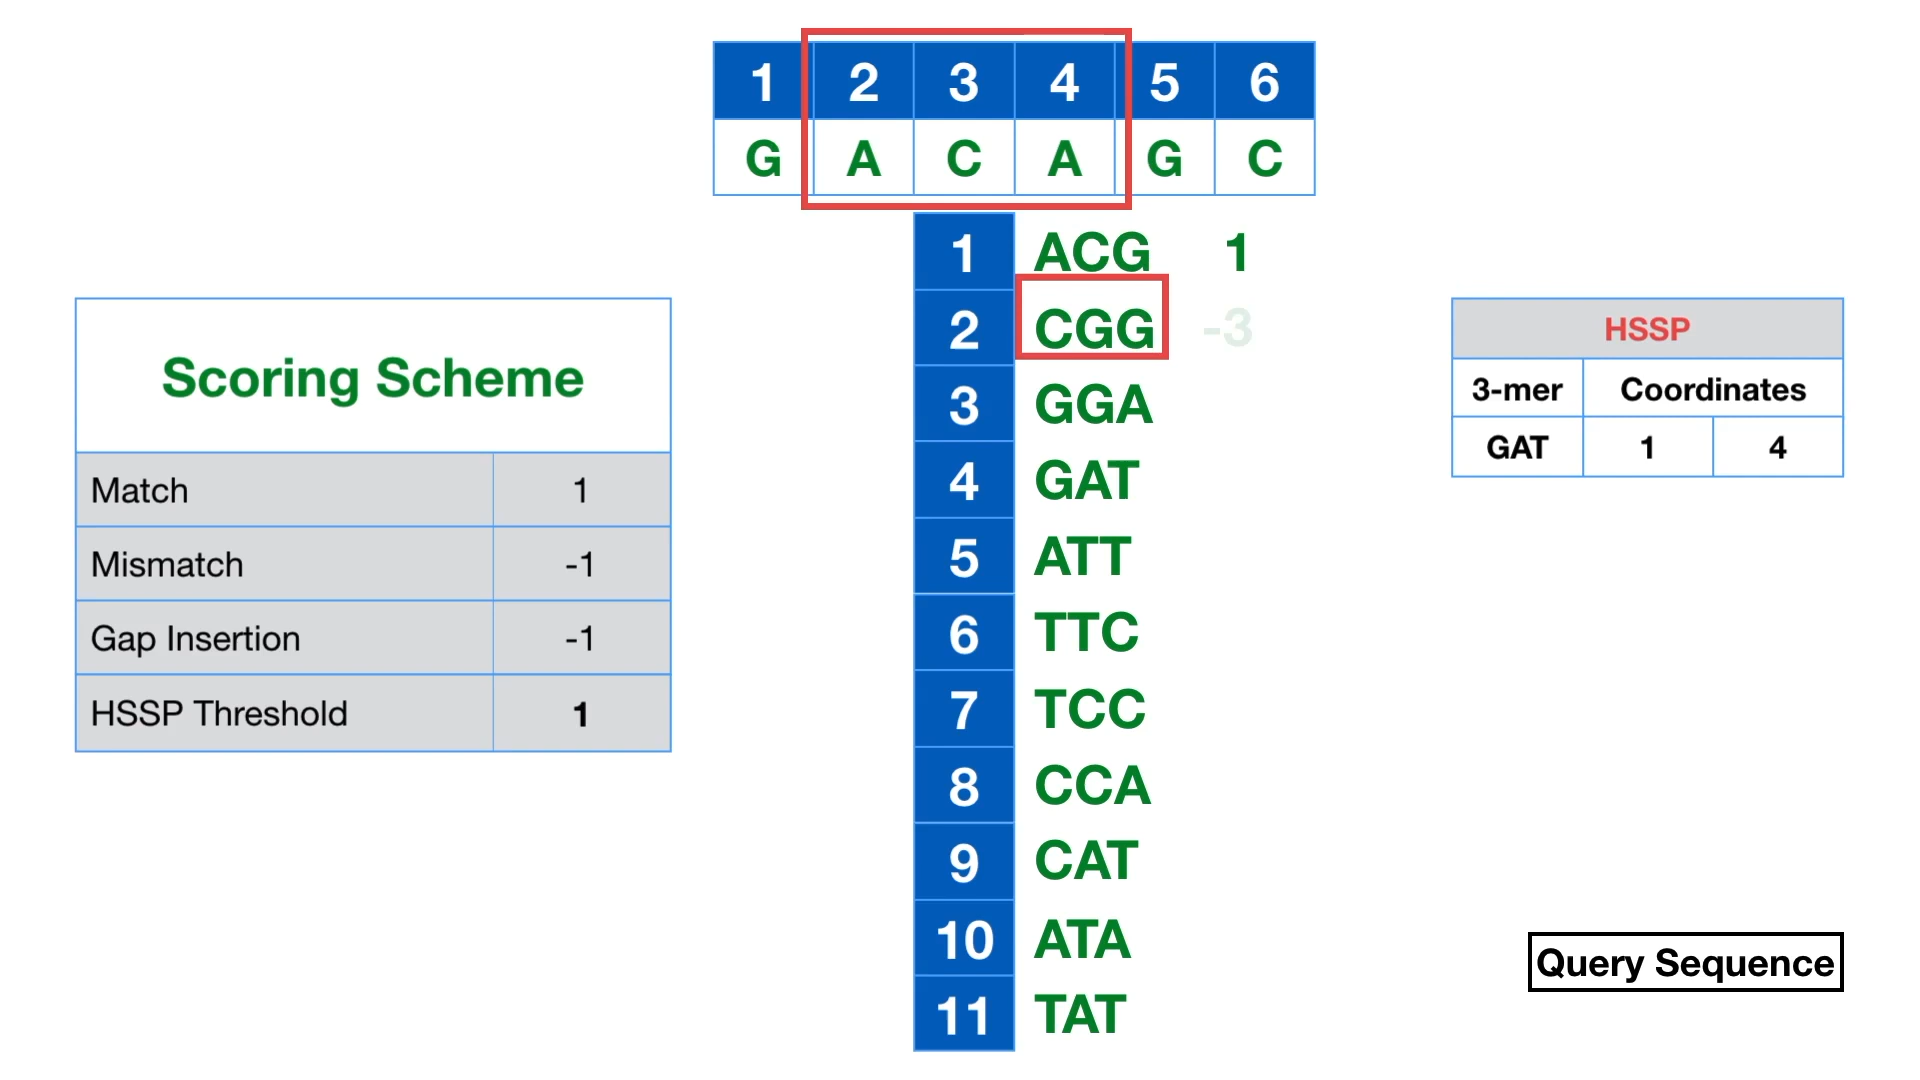 1 2 3 4 5 6
G A C A G C
1 ACG 1
2 CGG -3
3 GGA
4 GAT
5 ATT
6 TTC
7 TCC
8 CCA
9 CAT
10 ATA
11 TAT
Scoring Scheme
Match 1
Mismatch -1
Gap Insertion -1
HSSP Threshold 1
HSSP
3-mer Coordinates
GAT 1 4
Query Sequence